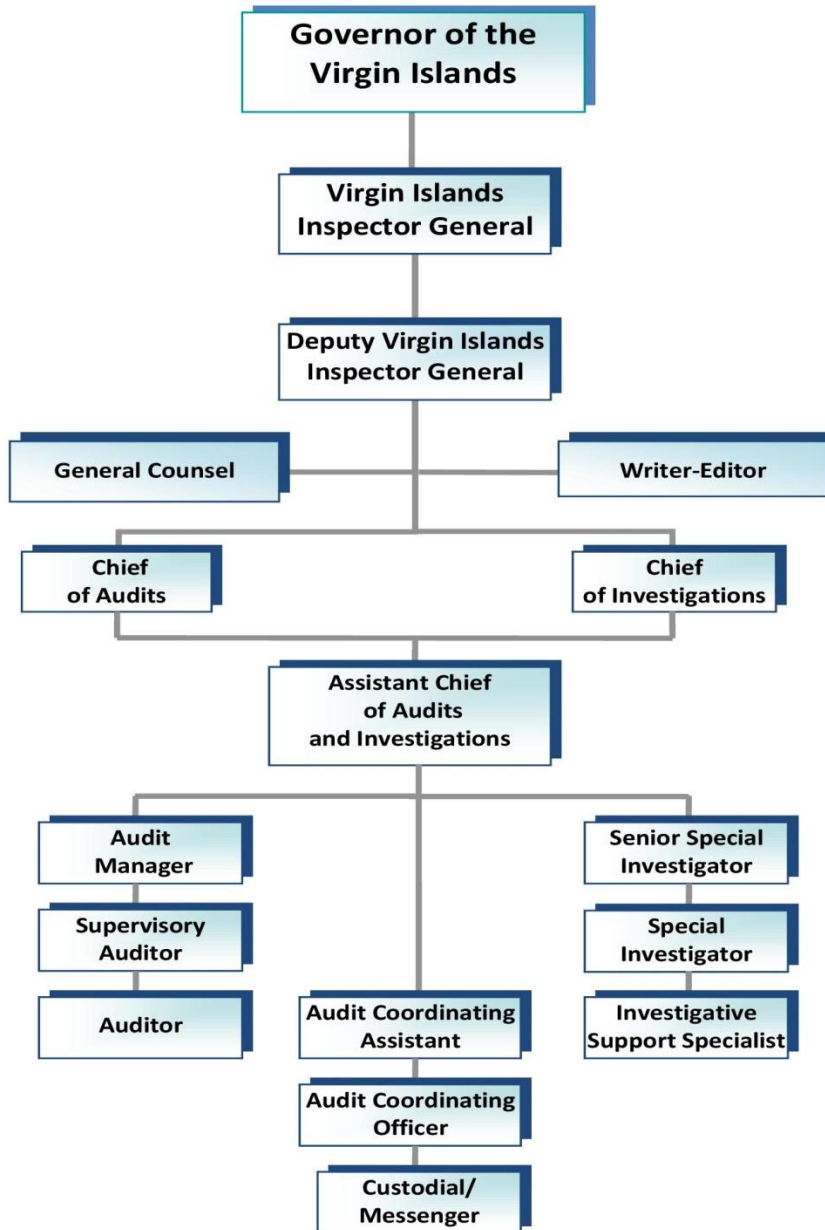 Governor of the
Virgin Islands
Virgin Islands
Inspector General
Deputy Virgin Islands
Inspector General
General Counsel
Writer-Editor
Chief
of Audits
Chief
of Investigations
Assistant Chief
of Audits
and Investigations
Audit
Manager
Senior Special
Investigator
Supervisory
Auditor
Special
Investigator
Auditor
Audit Coordinating
Assistant
Investigative
Support Specialist
Audit Coordinating
Officer
Custodial/
Messenger